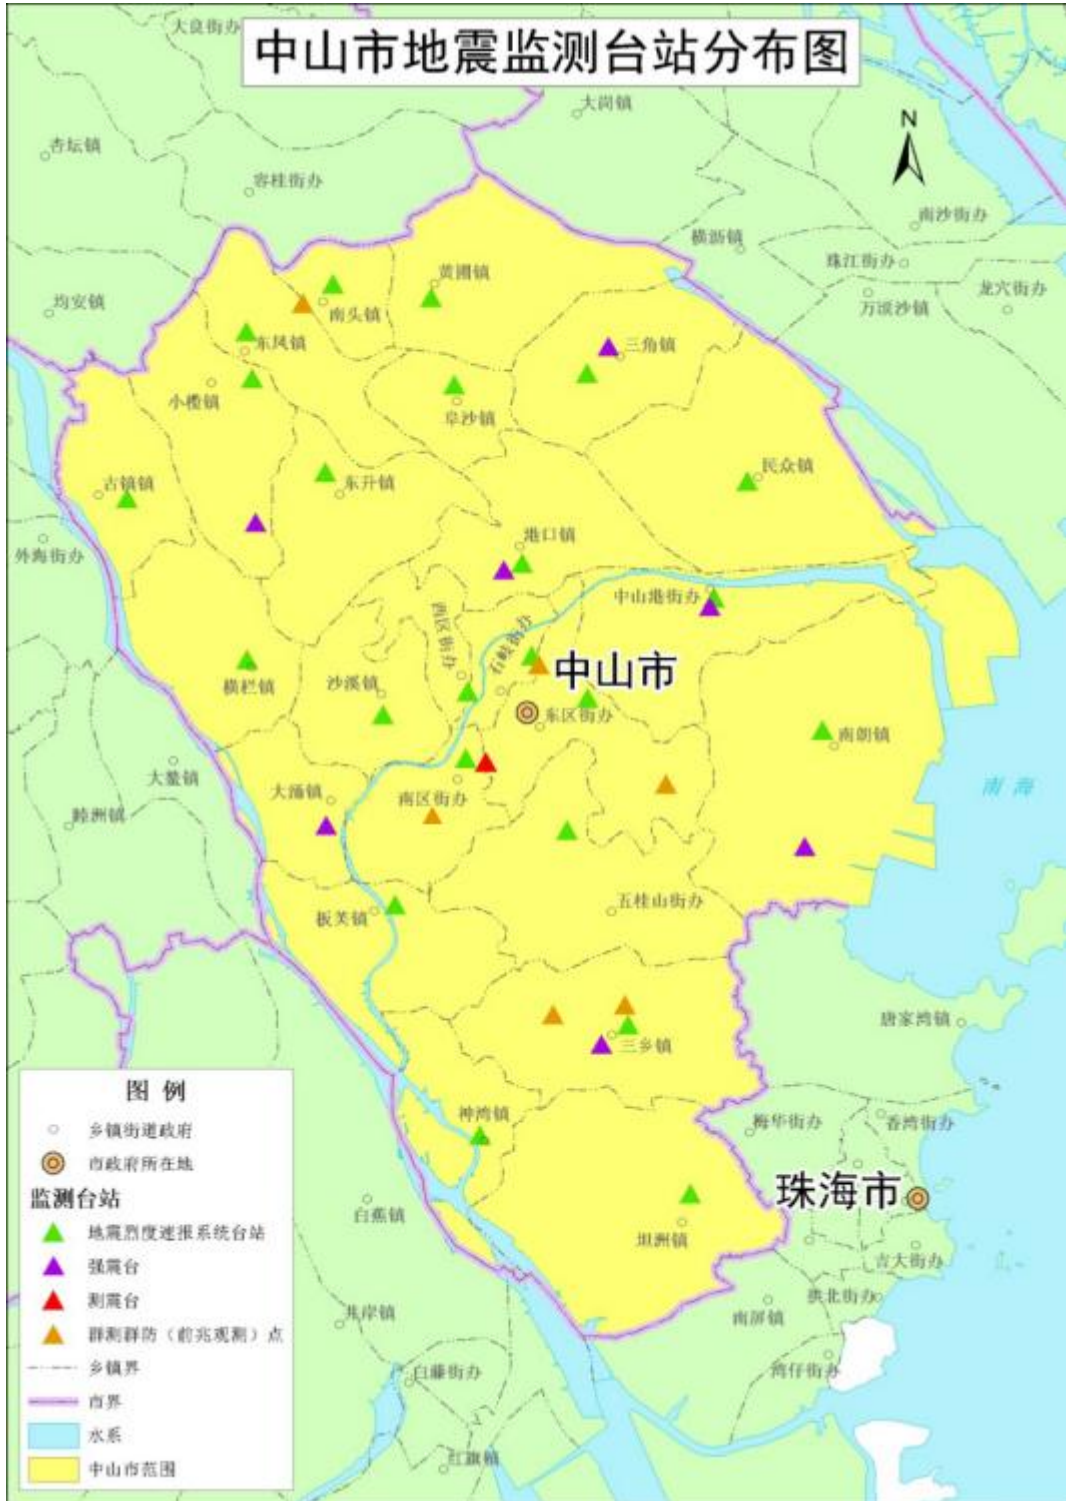 中山市地震监测台站分布图
大良街办
大岗镇
N
杏坛镇
容桂街办
南沙街办
横沥镇
珠江街办
龙穴街办
万顷沙镇
黄圃镇
均安镇
南头镇
东凤镇
三角镇
小榄镇
阜沙镇
民众镇
古镇镇
东升镇
港口镇
外海街办
中山港街办
西区街办
石岐街办
中山市
横栏镇
沙溪镇
东区街办
南朗镇
大鳌镇
睦洲镇
大涌镇
南区街办
南海
板芙镇
五桂山街办
唐家湾镇
三乡镇
神湾镇
梅华街办
香湾街办
珠海市
白蕉镇
坦洲镇
吉大街办
拱北街办
井岸镇
南屏镇
白藤街办
湾仔街办
红旗镇
图例
乡镇街道政府
市政府所在地
监测台站
地震烈度速报系统台站
强震台
测震台
群测群防（前兆观测）点
乡镇界
市界
水系
中山市范围